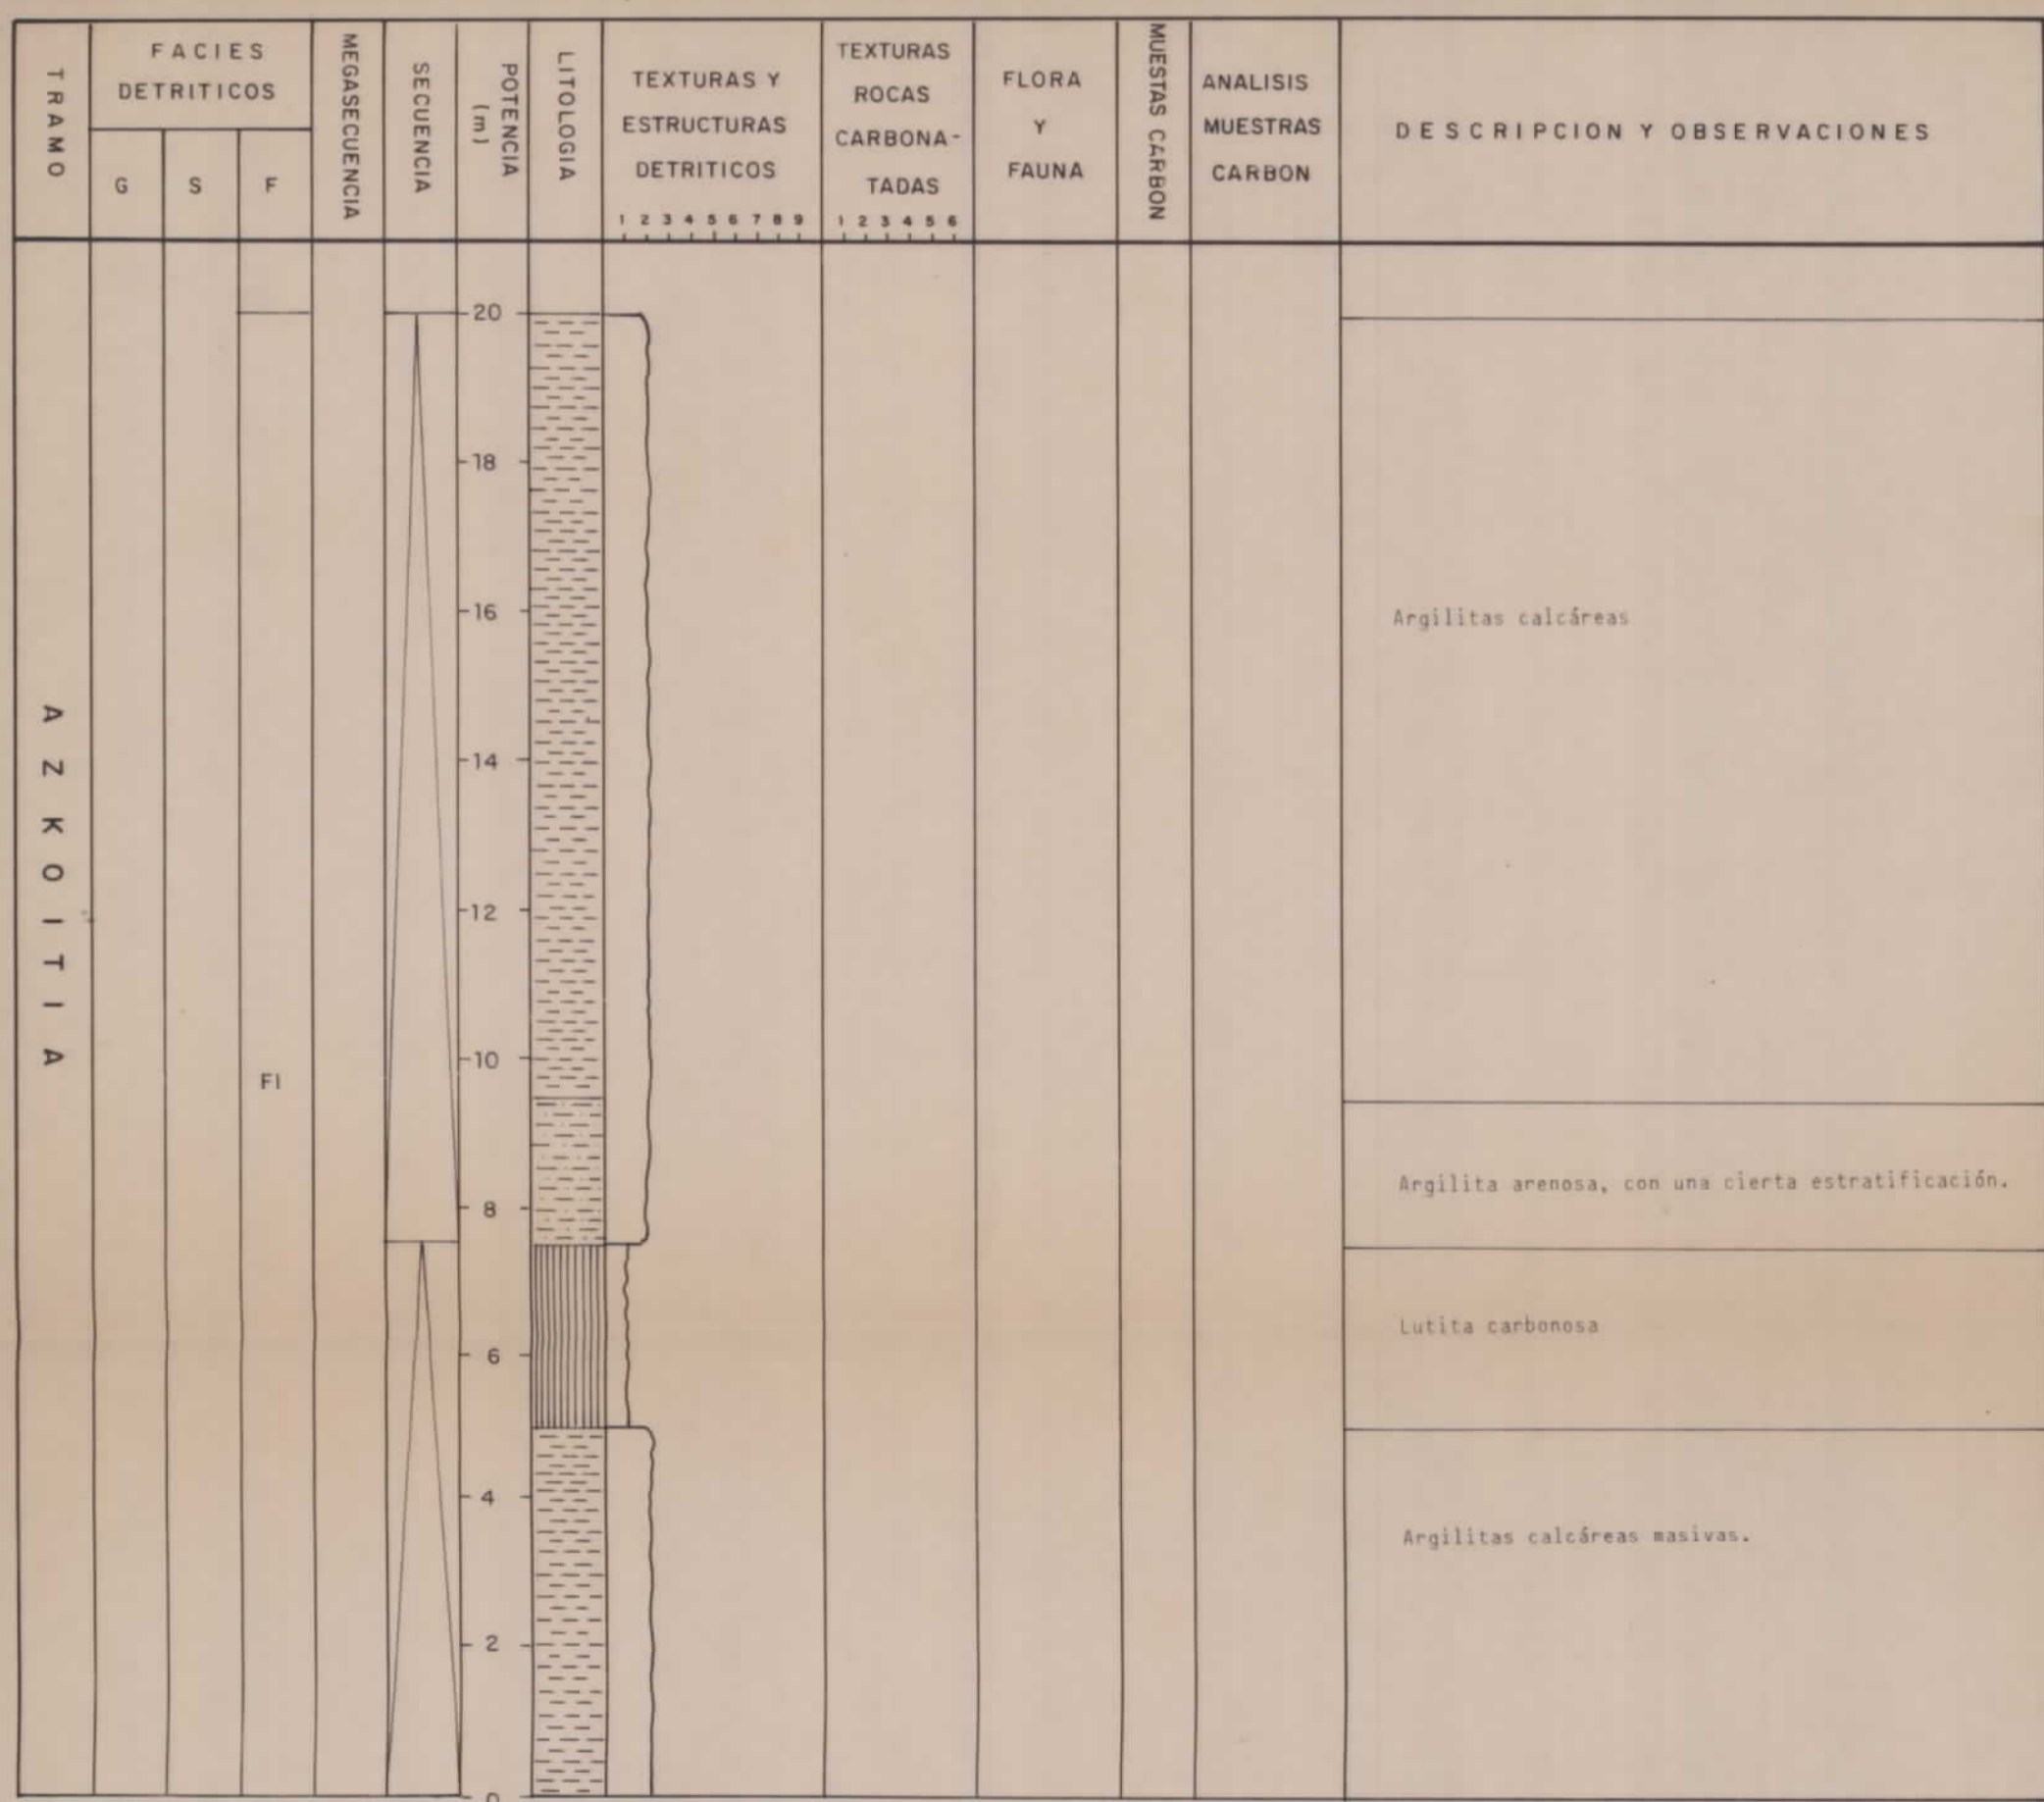 TRAMO
FACIES
DETRITICOS
G S F
MEGASECUENCIA
SECUENCIA
POTENCIA
(m)
LITOLOGIA
TEXTURAS Y
ESTRUCTURAS
DETRITICOS
1 2 3 4 5 6 7 8 9
TEXTURAS
ROCAS
CARBONA-
TADAS
1 2 3 4 5 6
FLORA
Y
FAUNA
MUESTAS CARBON
ANALISIS
MUESTRAS
CARBON
DESCRIPCION Y OBSERVACIONES
AZKOITIA
Fl
20
18
16
14
12
10
8
6
4
2
0
Argilitas calcáreas
Argilita arenosa, con una cierta estratificación.
Lutita carbonosa
Argilitas calcáreas masivas.